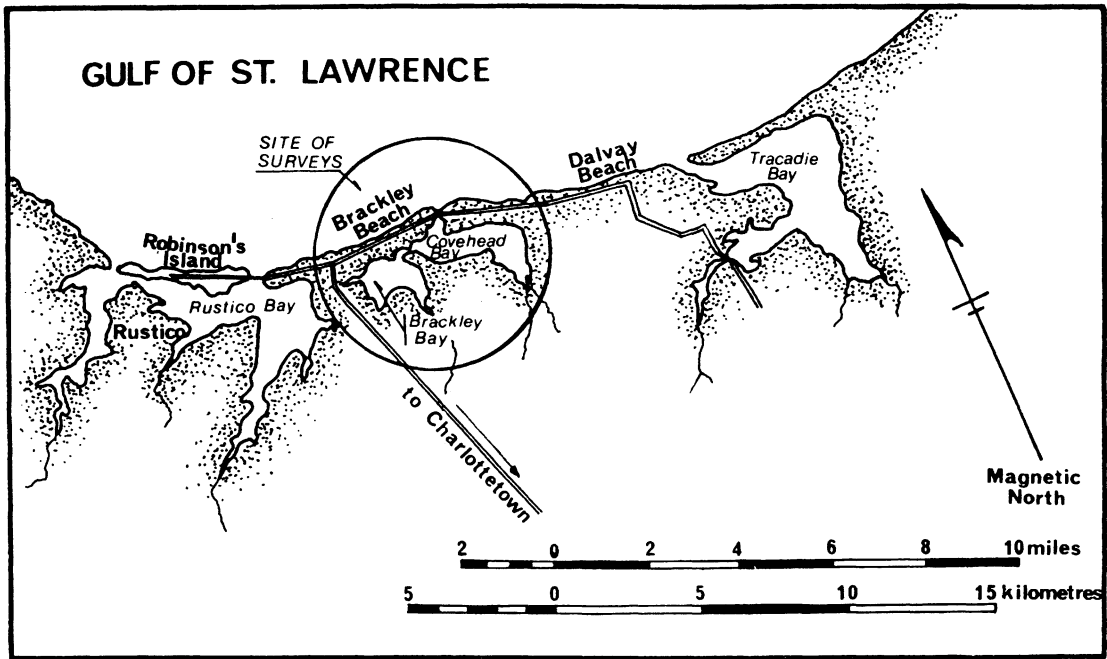 GULF OF ST. LAWRENCE
SITE OF
SURVEYS
Dalvay
Beach
Tracadie
Bay
Brackley
Beach
Robinson's
Island
Covehead
Bay
Rustico Bay
Rustico
Brackley
Bay
to Charlottetown
Magnetic
North
2 0 2 4 6 8 10 miles
5 0 5 10 15 kilometres